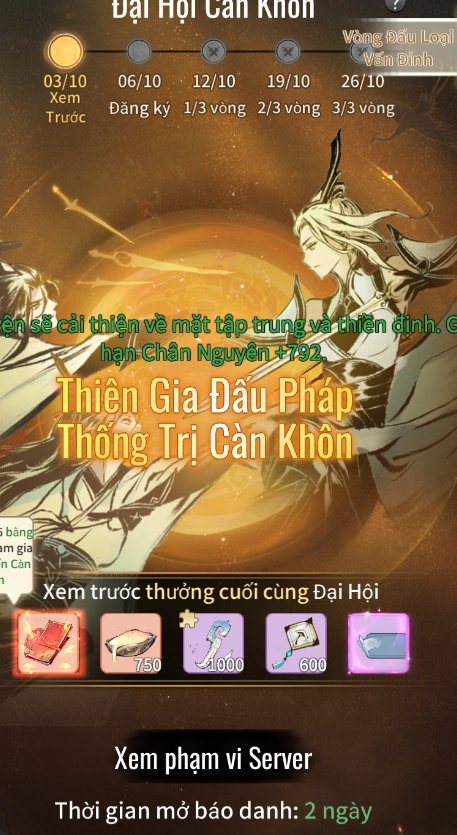 Đại Hội Càn Khôn
?
Vòng Đấu Loại
Vấn Đỉnh
03/10 06/10 12/10 19/10 26/10
Xem Trước
Đăng ký 1/3 vòng 2/3 vòng 3/3 vòng
sẽ cải thiện về mặt tập trung và thiền định.
hạn Chân Nguyên +792.
Thiên Gia Đấu Pháp
Thống Trị Càn Khôn
bằng
gia
Càn
Xem trước thưởng cuối cùng Đại Hội
750 1000 600
Xem phạm vi Server
Thời gian mở báo danh: 2 ngày